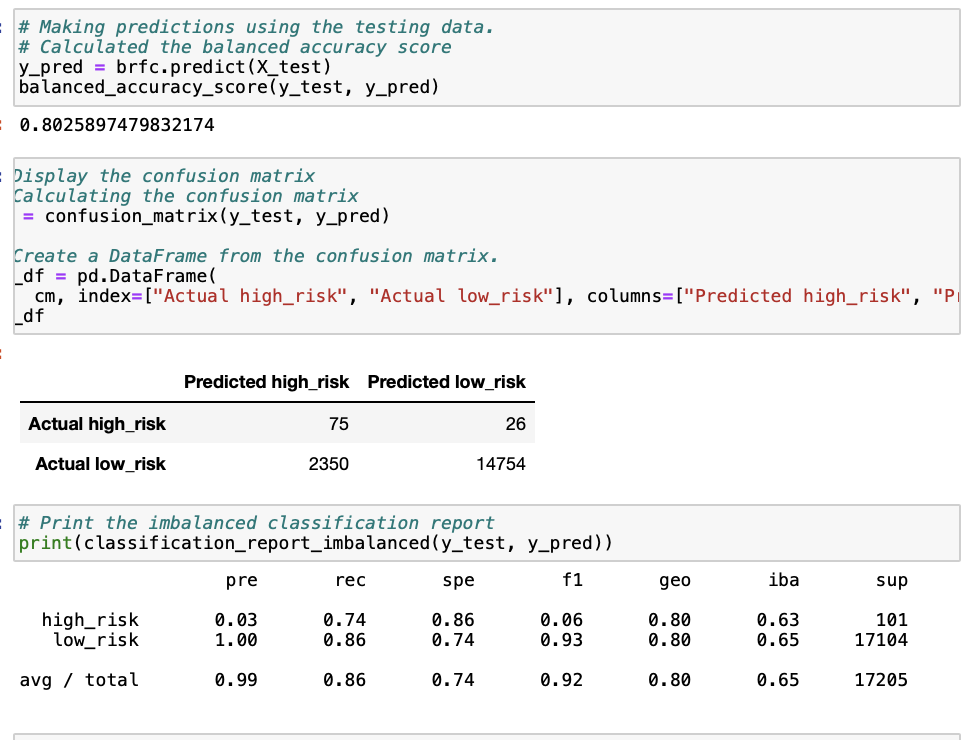 # Making predictions using the testing data.
# Calculated the balanced accuracy score
y_pred = brfc.predict(X_test)
balanced_accuracy_score(y_test, y_pred)
0.8025897479832174
Display the confusion matrix
Calculating the confusion matrix
= confusion_matrix(y_test, y_pred)
Create a DataFrame from the confusion matrix.
_df = pd.DataFrame(
cm, index=["Actual high_risk", "Actual low_risk"], columns=["Predicted high_risk", "Pr
_df
Predicted high_risk Predicted low_risk
Actual high_risk 75 26
Actual low_risk 2350 14754
# Print the imbalanced classification report
print(classification_report_imbalanced(y_test, y_pred))
pre rec spe f1 geo iba sup
high_risk 0.03 0.74 0.86 0.06 0.80 0.63 101
low_risk 1.00 0.86 0.74 0.93 0.80 0.65 17104
avg / total 0.99 0.86 0.74 0.92 0.80 0.65 17205